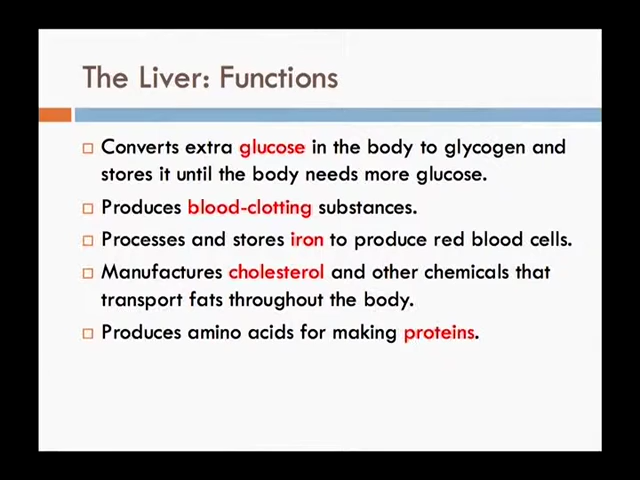 The Liver: Functions
Converts extra glucose in the body to glycogen and
stores it until the body needs more glucose.
Produces blood-clotting substances.
Processes and stores iron to produce red blood cells.
Manufactures cholesterol and other chemicals that
transport fats throughout the body.
Produces amino acids for making proteins.